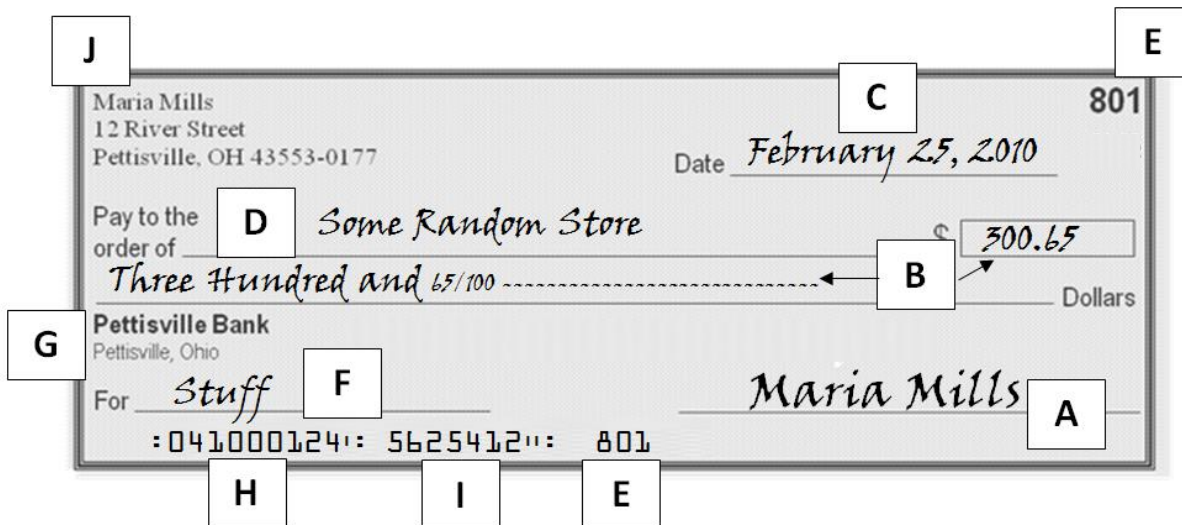 J
E
C
Maria Mills
801
12 River Street
Pettisville, OH 43553-0177
Date February 25, 2010
Pay to the
order of D Some Random Store $ 300.65
Three Hundred and 65/100 ---------------------------- B Dollars
G Pettisville Bank
Pettisville, Ohio
For Stuff F Maria Mills A
:041000124": 5625412": 801
H I E